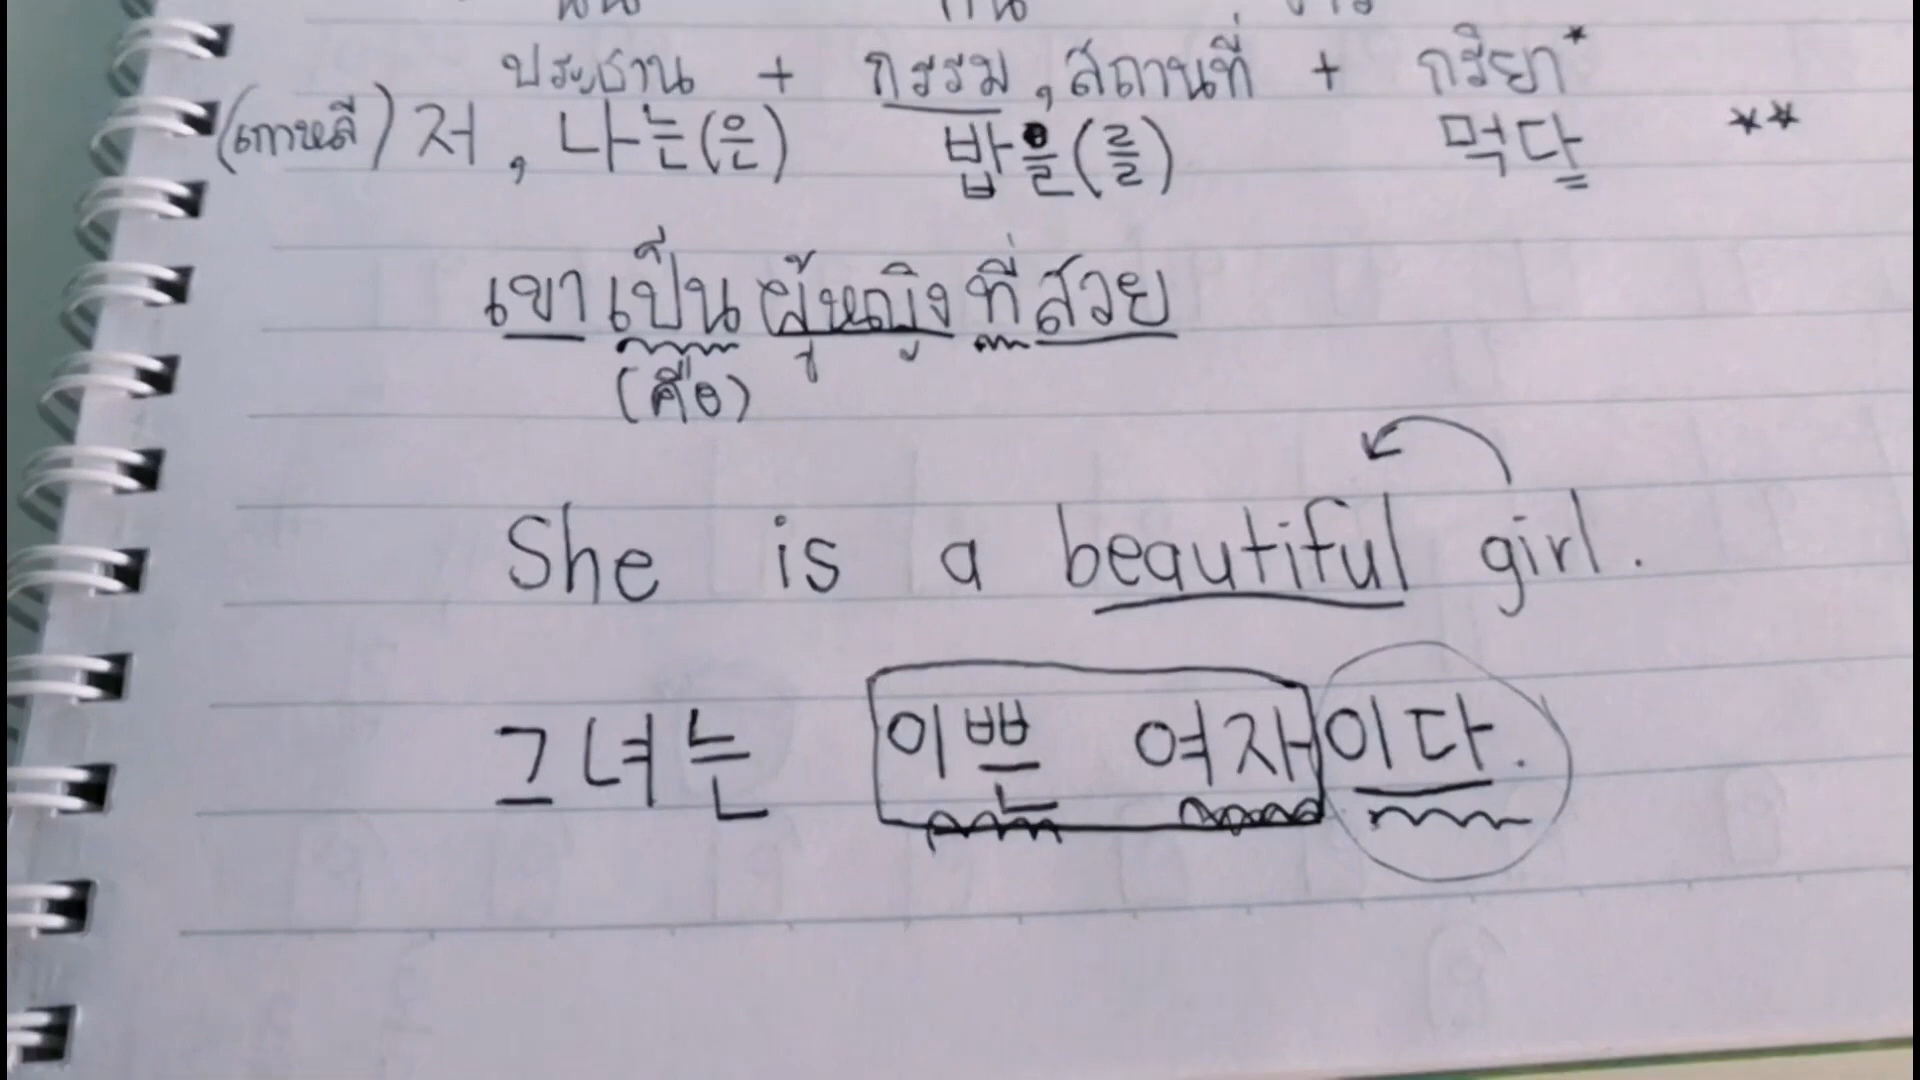 ประธาน + กรรม, สถานที่ + กริยา*
(เกาหลี) 저, 나는(은) 밥을(를) 먹다 **
เขาเป็นผู้หญิงที่สวย
(คือ)
She is a beautiful girl.
그녀는 이쁜 여자이다.